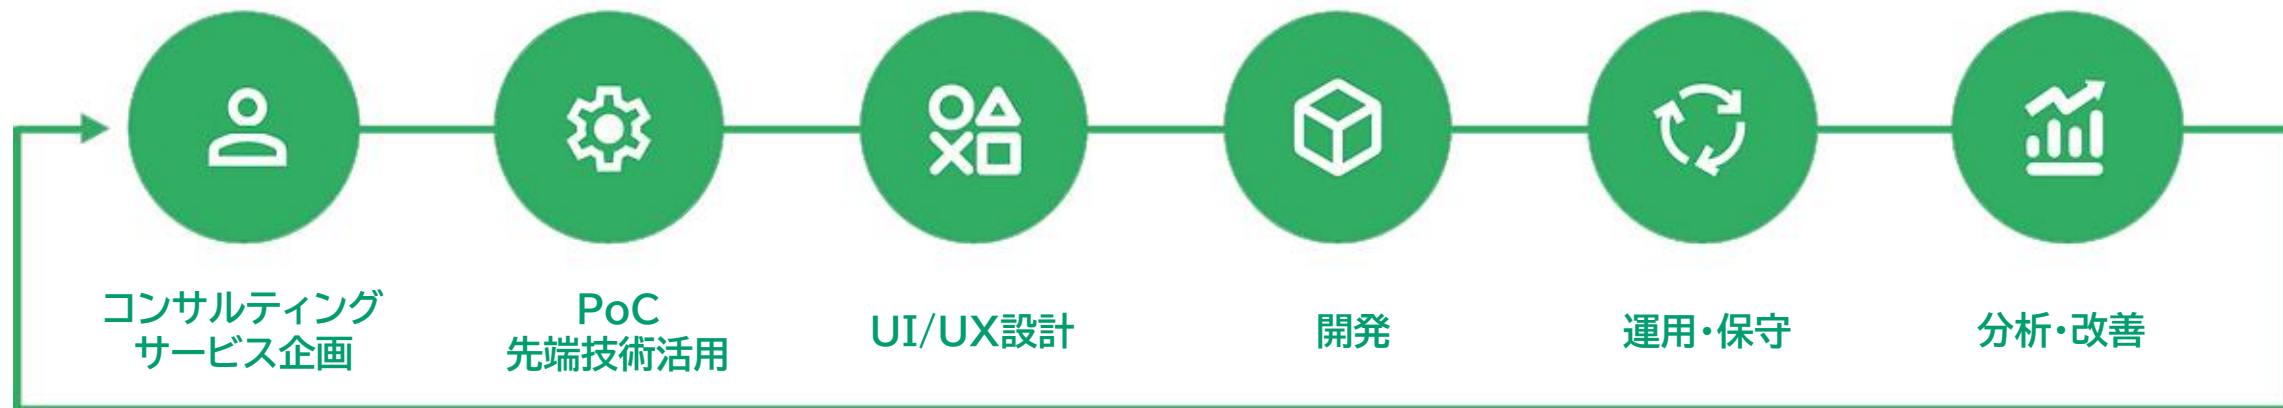 コンサルティング
サービス企画
PoC
先端技術活用
UI/UX設計
開発
運用・保守
分析・改善